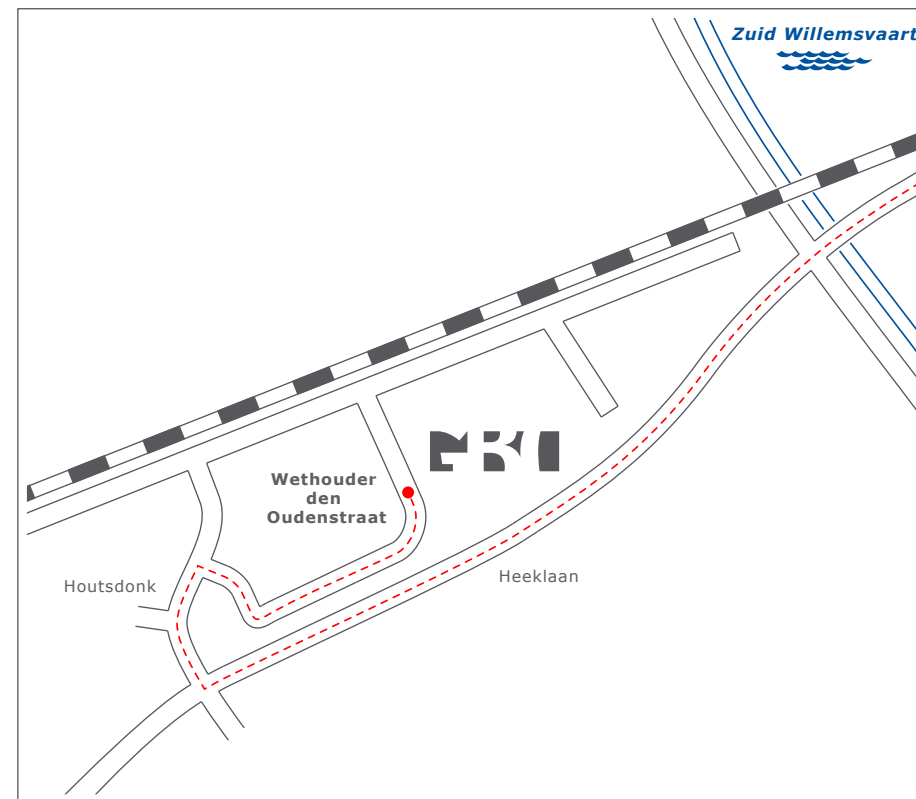 Zuid Willemsvaart
Wethouder
den
Oudenstraat
Houtsdonk
Heeklaan